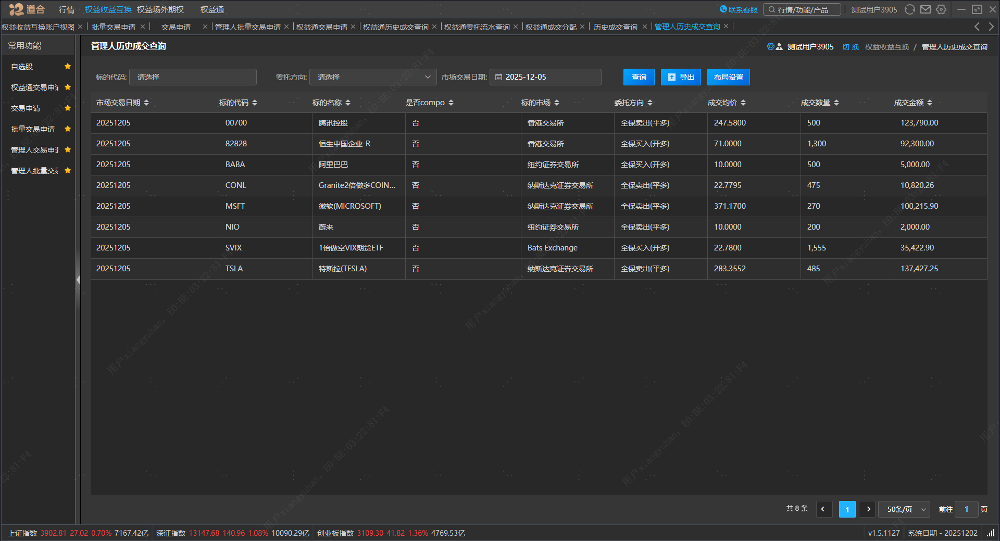 道合 行情 权益收益互换 权益场外期权 权益通 联系客服 行情/功能/产品 测试用户3905
权益收益互换账户视图 批量交易申请 交易申请 管理人批量交易申请 权益通交易申请 权益通历史成交查询 权益通委托流水查询 权益通成交分配 历史成交查询 管理人历史成交查询
常用功能
自选股
权益通交易申请
交易申请
批量交易申请
管理人交易申请
管理人批量交易
管理人历史成交查询 测试用户3905 切换 权益收益互换 / 管理人历史成交查询
标的代码: 请选择 委托方向: 请选择 市场交易日期: 2025-12-05 查询 导出 布局设置
市场交易日期 标的代码 标的名称 是否compo 标的市场 委托方向 成交均价 成交数量 成交金额
20251205 00700 腾讯控股 否 香港交易所 全保卖出(平多) 247.5800 500 123,790.00
20251205 82828 恒生中国企业-R 否 香港交易所 全保买入(开多) 71.0000 1,300 92,300.00
20251205 BABA 阿里巴巴 否 纽约证券交易所 全保买入(开多) 10.0000 500 5,000.00
20251205 CONL Granite2倍做多COIN... 否 纳斯达克证券交易所 全保卖出(平多) 22.7795 475 10,820.26
20251205 MSFT 微软(MICROSOFT) 否 纳斯达克证券交易所 全保卖出(平多) 371.1700 270 100,215.90
20251205 NIO 蔚来 否 纽约证券交易所 全保卖出(平多) 10.0000 200 2,000.00
20251205 SVIX 1倍做空VIX期货ETF 否 Bats Exchange 全保买入(开多) 22.7800 1,555 35,422.90
20251205 TSLA 特斯拉(TESLA) 否 纳斯达克证券交易所 全保卖出(平多) 283.3552 485 137,427.25
用户xiangyuhan, E0:BE:03:22:81:F4
共 8 条 1 50条/页 前往 1 页
上证指数 3902.81 27.02 0.70% 7167.42亿 深证指数 13147.68 140.96 1.08% 10090.29亿 创业板指数 3109.30 41.82 1.36% 4769.53亿 v1.5.1127 系统日期 - 20251202